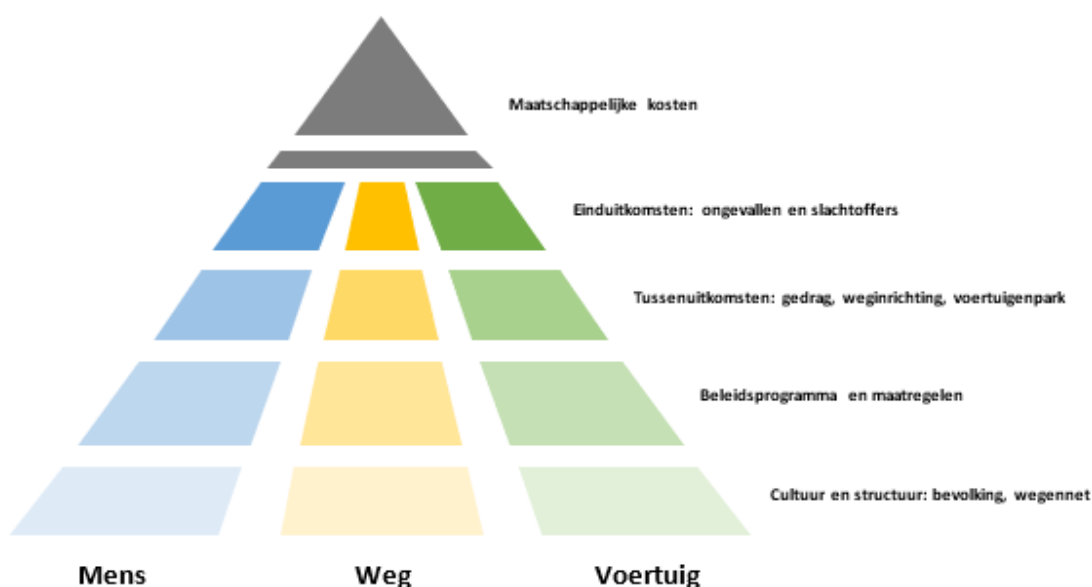 Maatschappelijke kosten
Einduitkomsten: ongevallen en slachtoffers
Tussenuitkomsten: gedrag, weginrichting, voertuigenpark
Beleidsprogramma en maatregelen
Cultuur en structuur: bevolking, wegennet
Mens Weg Voertuig